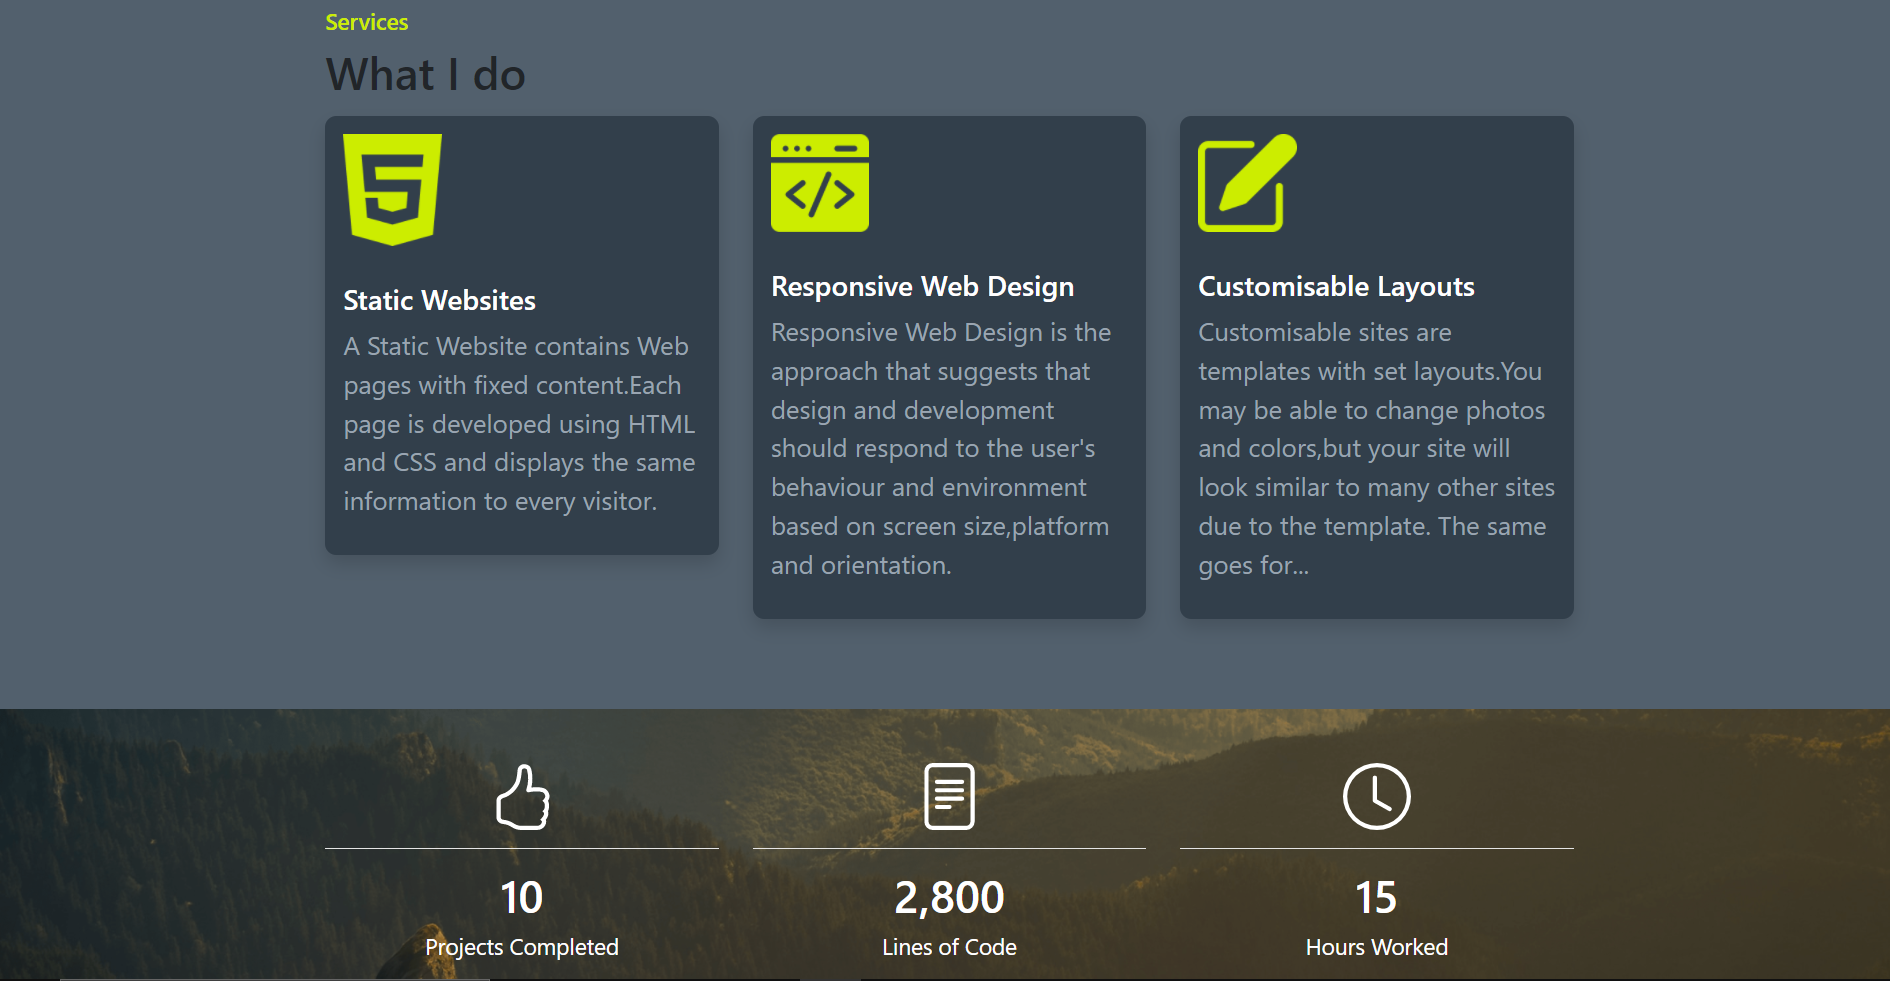 Services
What I do
Static Websites
A Static Website contains Web
pages with fixed content.Each
page is developed using HTML
and CSS and displays the same
information to every visitor.
Responsive Web Design
Responsive Web Design is the
approach that suggests that
design and development
should respond to the user's
behaviour and environment
based on screen size,platform
and orientation.
Customisable Layouts
Customisable sites are
templates with set layouts.You
may be able to change photos
and colors,but your site will
look similar to many other sites
due to the template. The same
goes for...
10
Projects Completed
2,800
Lines of Code
15
Hours Worked